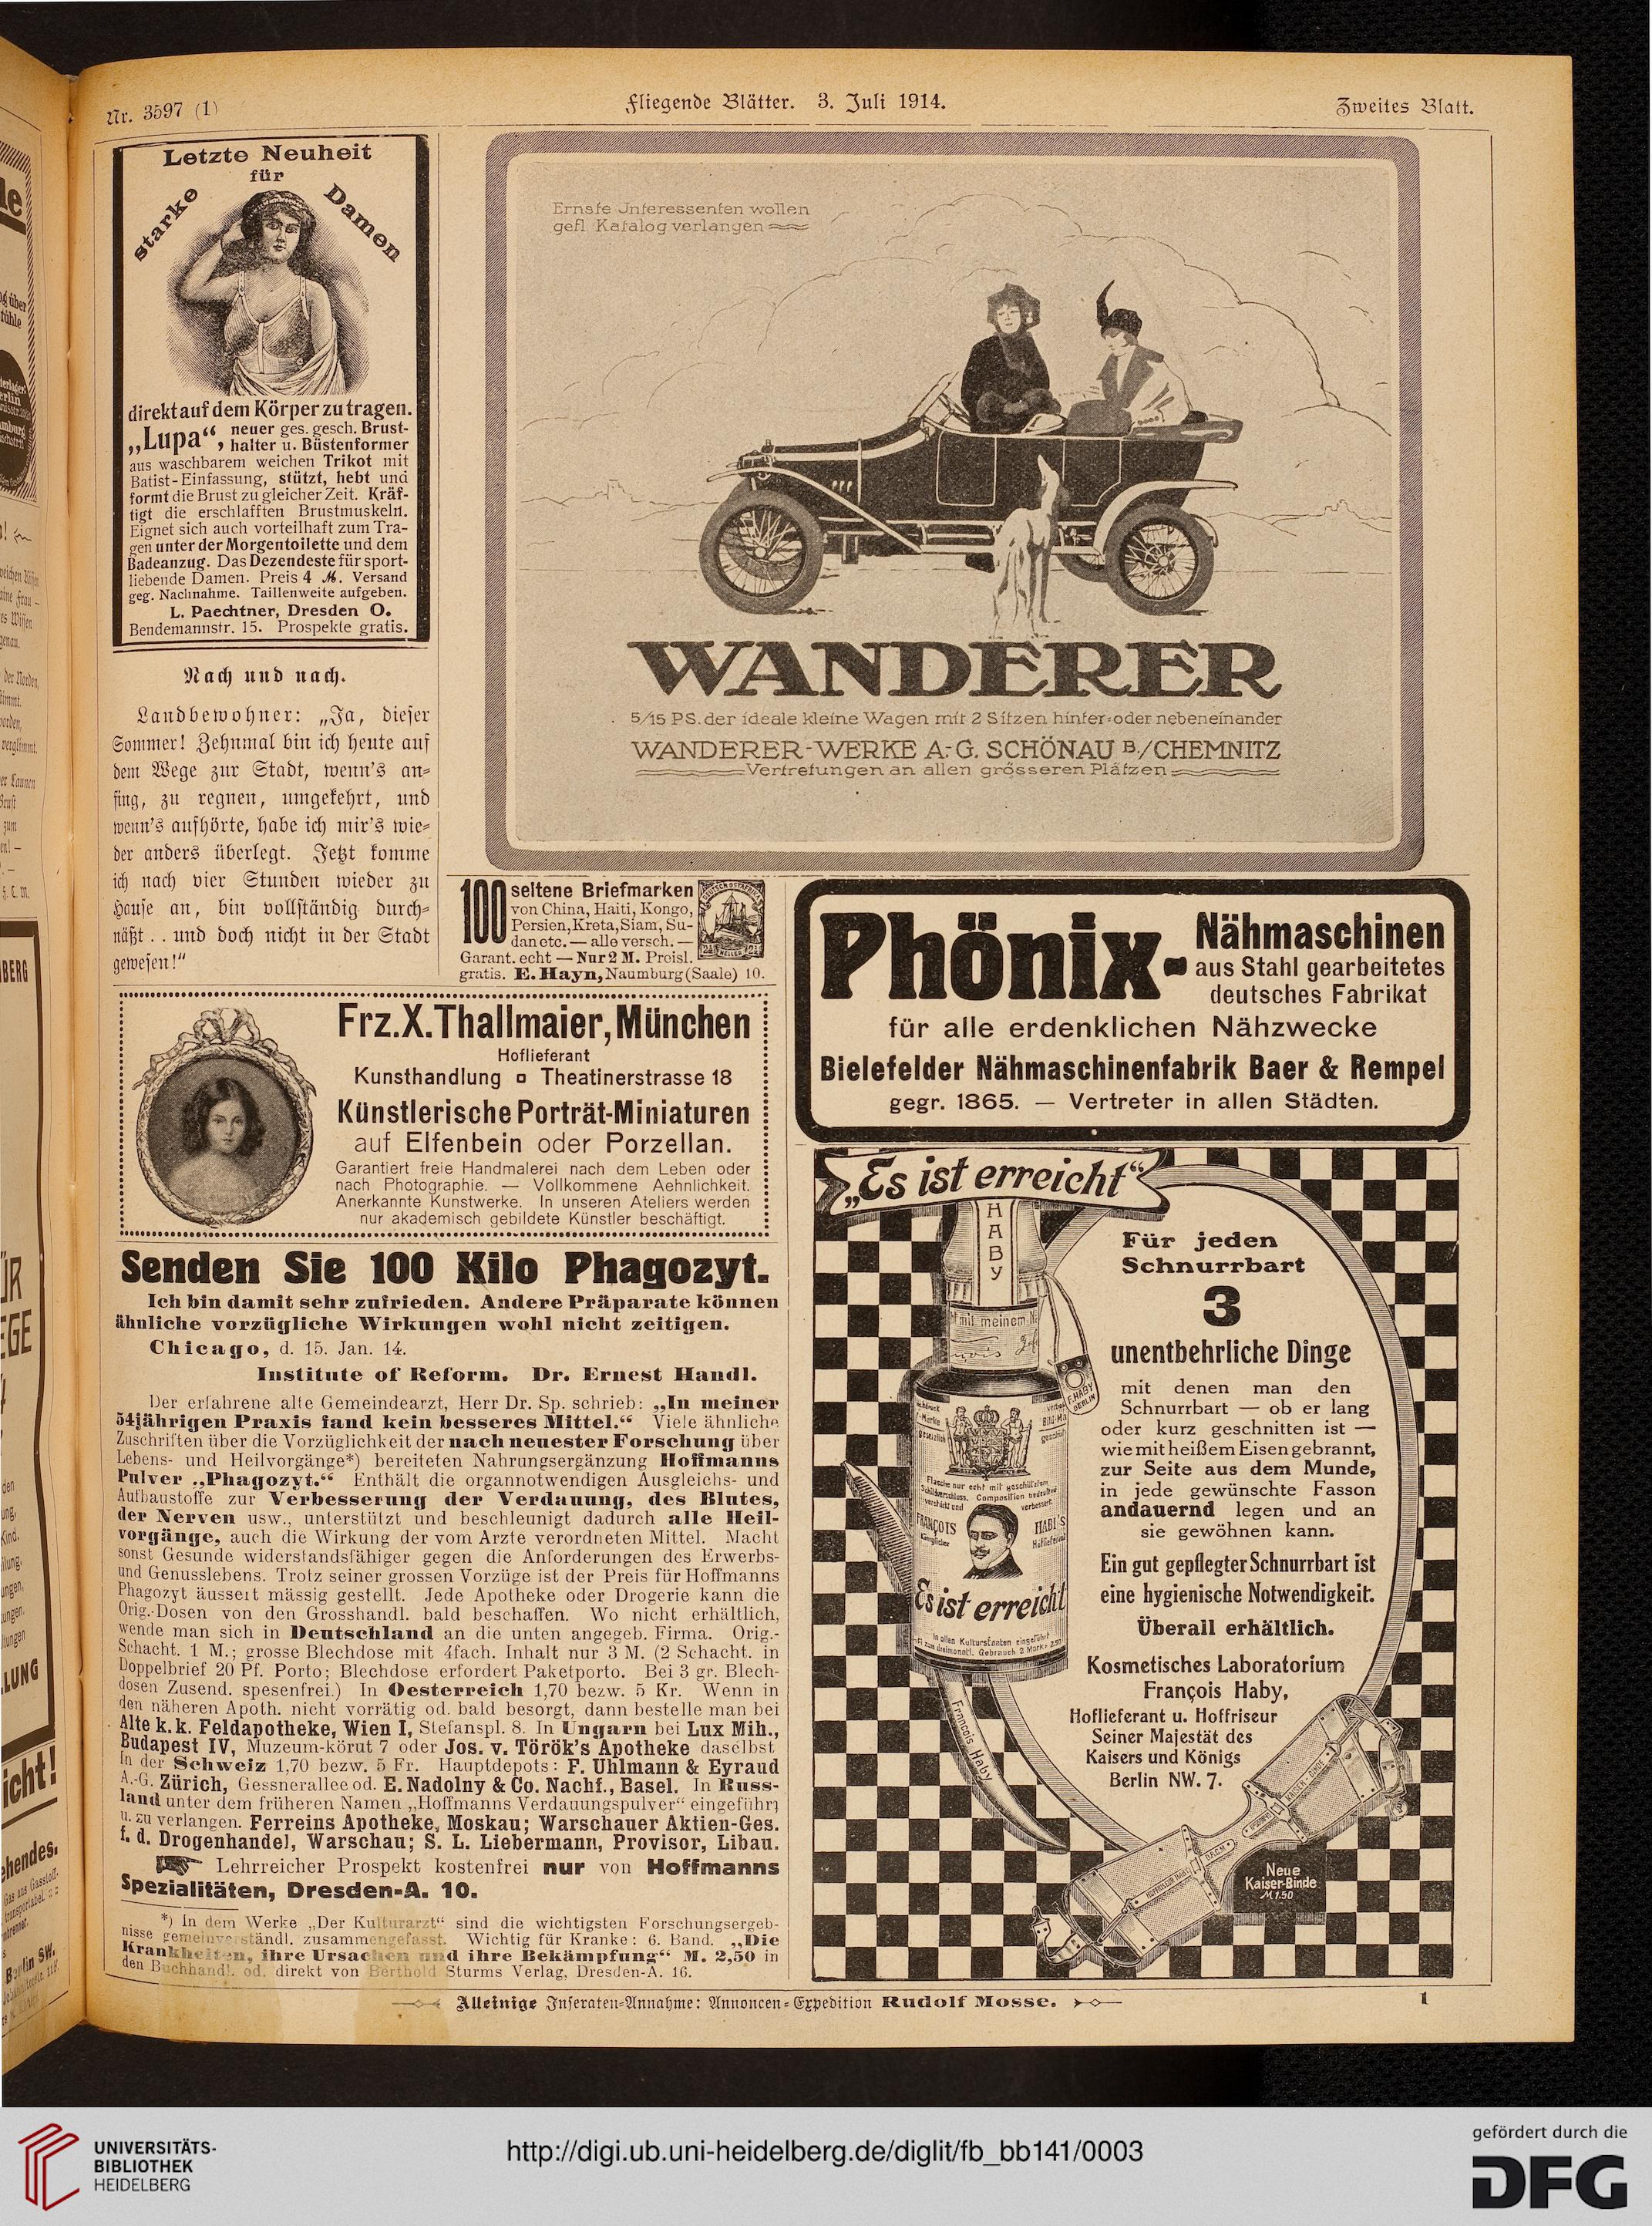 Nr. 3597 (1)
Fliegende Blätter. 3. Juli 1914.
Zweites Blatt.
Letzte Neuheit
für
starke Damen
direkt auf dem Körper zu tragen.
„Lupa“, neuer ges. gesch. Brust-
halter u. Büstenformer
aus waschbarem weichen Trikot mit
Batist-Einfassung, stützt, hebt und
formt die Brust zu gleicher Zeit. Kräf-
tigt die erschlafften Brustmuskeln.
Eignet sich auch vorteilhaft zum Tra-
gen unter der Morgentoilette und dem
Badeanzug. Das Dezendeste für sport-
liebende Damen. Preis 4 M. Versand
geg. Nachnahme. Taillenweite aufgeben.
L. Paechtner, Dresden O.
Bendemannstr. 15. Prospekte gratis.
Nach und nach.
Landbewohner: „Ja, dieser
Sommer! Zehnmal bin ich heute auf
dem Wege zur Stadt, wenn's an-
fing, zu regnen, umgekehrt, und
wenn's aufhörte, habe ich mir's wie-
der anders überlegt. Jetzt komme
ich nach vier Stunden wieder zu
Hause an, bin vollständig durch-
näßt .. und doch nicht in der Stadt
gewesen!“
Ernste Interessenten wollen
gefl. Katalog verlangen
WANDERER
5/15 PS. der ideale kleine Wagen mit 2 Sitzen hinter-oder nebeneinander
WANDERER-WERKE A.-G. SCHÖNAU B./CHEMNITZ
Vertretungen an allen grösseren Plätzen
100 seltene Briefmarken
von China, Haiti, Kongo,
Persien, Kreta, Siam, Su-
dan etc. — alle versch. —
Garant. echt — Nur 2 M. Preisl.
gratis. E. Hayn, Naumburg (Saale) 10.
Phönix-Nähmaschinen
aus Stahl gearbeitetes
deutsches Fabrikat
für alle erdenklichen Nähzwecke
Bielefelder Nähmaschinenfabrik Baer & Rempel
gegr. 1865. — Vertreter in allen Städten.
Frz. X. Thallmaier, München
Hoflieferant
Kunsthandlung ▫ Theatinerstrasse 18
Künstlerische Porträt-Miniaturen
auf Elfenbein oder Porzellan.
Garantiert freie Handmalerei nach dem Leben oder
nach Photographie. — Vollkommene Aehnlichkeit.
Anerkannte Kunstwerke. In unseren Ateliers werden
nur akademisch gebildete Künstler beschäftigt.
Senden Sie 100 Kilo Phagozyt.
Ich bin damit sehr zufrieden. Andere Präparate können
ähnliche vorzügliche Wirkungen wohl nicht zeitigen.
Chicago, d. 15. Jan. 14.
Institute of Reform. Dr. Ernest Handl.
Der erfahrene alte Gemeindearzt, Herr Dr. Sp. schrieb: „In meiner
54jährigen Praxis fand kein besseres Mittel.“ Viele ähnliche
Zuschriften über die Vorzüglichkeit der nach neuester Forschung über
Lebens- und Heilvorgänge*) bereiteten Nahrungsergänzung Hoffmanns
Pulver „Phagozyt.“ Enthält die organnotwendigen Ausgleichs- und
Aufbaustoffe zur Verbesserung der Verdauung, des Blutes,
der Nerven usw., unterstützt und beschleunigt dadurch alle Heil-
vorgänge, auch die Wirkung der vom Arzte verordneten Mittel. Macht
sonst Gesunde widerstandsfähiger gegen die Anforderungen des Erwerbs-
und Genusslebens. Trotz seiner grossen Vorzüge ist der Preis für Hoffmanns
Phagozyt äusserst mässig gestellt. Jede Apotheke oder Drogerie kann die
Orig.-Dosen von den Grosshandl. bald beschaffen. Wo nicht erhältlich,
wende man sich in Deutschland an die unten angegeb. Firma. Orig.-
Schacht. 1 M.; grosse Blechdose mit 4fach. Inhalt nur 3 M. (2 Schacht. in
Doppelbrief 20 Pf. Porto; Blechdose erfordert Paketporto. Bei 3 gr. Blech-
dosen Zusend. spesenfrei.) In Oesterreich 1,70 bezw. 5 Kr. Wenn in
den näheren Apoth. nicht vorrätig od. bald besorgt, dann bestelle man bei
Alte k. k. Feldapotheke, Wien I, Stefanspl. 8. In Ungarn bei Lux Mih.,
Budapest IV, Muzeum-körut 7 oder Jos. v. Török's Apotheke daselbst
In der Schweiz 1,70 bezw. 5 Fr. Hauptdepots: F. Uhlmann & Eyraud
A.-G. Zürich, Gessnerallee od. E. Nadolny & Co. Nachf., Basel. In Russ-
land unter dem früheren Namen „Hoffmanns Verdauungspulver“ eingeführt
u. zu verlangen. Ferreins Apotheke, Moskau; Warschauer Aktien-Ges.
f. d. Drogenhandel, Warschau; S. L. Liebermann, Provisor, Libau.
Lehrreicher Prospekt kostenfrei nur von Hoffmanns
Spezialitäten, Dresden-A. 10.
*) In dem Werke „Der Kulturarzt“ sind die wichtigsten Forschungsergeb-
nisse gemeinverständl. zusammengefasst. Wichtig für Kranke: 6. Band. „Die
Krankheiten, ihre Ursachen und ihre Bekämpfung“ M. 2,50 in
den Buchhandl. od. direkt von Berthold Sturms Verlag, Dresden-A. 16.
„Es ist erreicht“
HABY
mit meinem
F. HABY
BERLIN
Flasche nur echt mit geschütztem
FRANÇOIS HABY'S
Es ist erreicht
François Haby
Für jeden
Schnurrbart
3
unentbehrliche Dinge
mit denen man den
Schnurrbart — ob er lang
oder kurz geschnitten ist —
wie mit heißem Eisen gebrannt,
zur Seite aus dem Munde,
in jede gewünschte Fasson
andauernd legen und an
sie gewöhnen kann.
Ein gut gepflegter Schnurrbart ist
eine hygienische Notwendigkeit.
Überall erhältlich.
Kosmetisches Laboratorium
François Haby,
Hoflieferant u. Hoffriseur
Seiner Majestät des
Kaisers und Königs
Berlin NW. 7.
Neue
Kaiser-Binde
M 1.50
Alleinige Inseraten-Annahme: Annoncen-Expedition Rudolf Mosse.
1
UNIVERSITÄTS-
BIBLIOTHEK
HEIDELBERG
http://digi.ub.uni-heidelberg.de/diglit/fb_bb141/0003
gefördert durch die
DFG